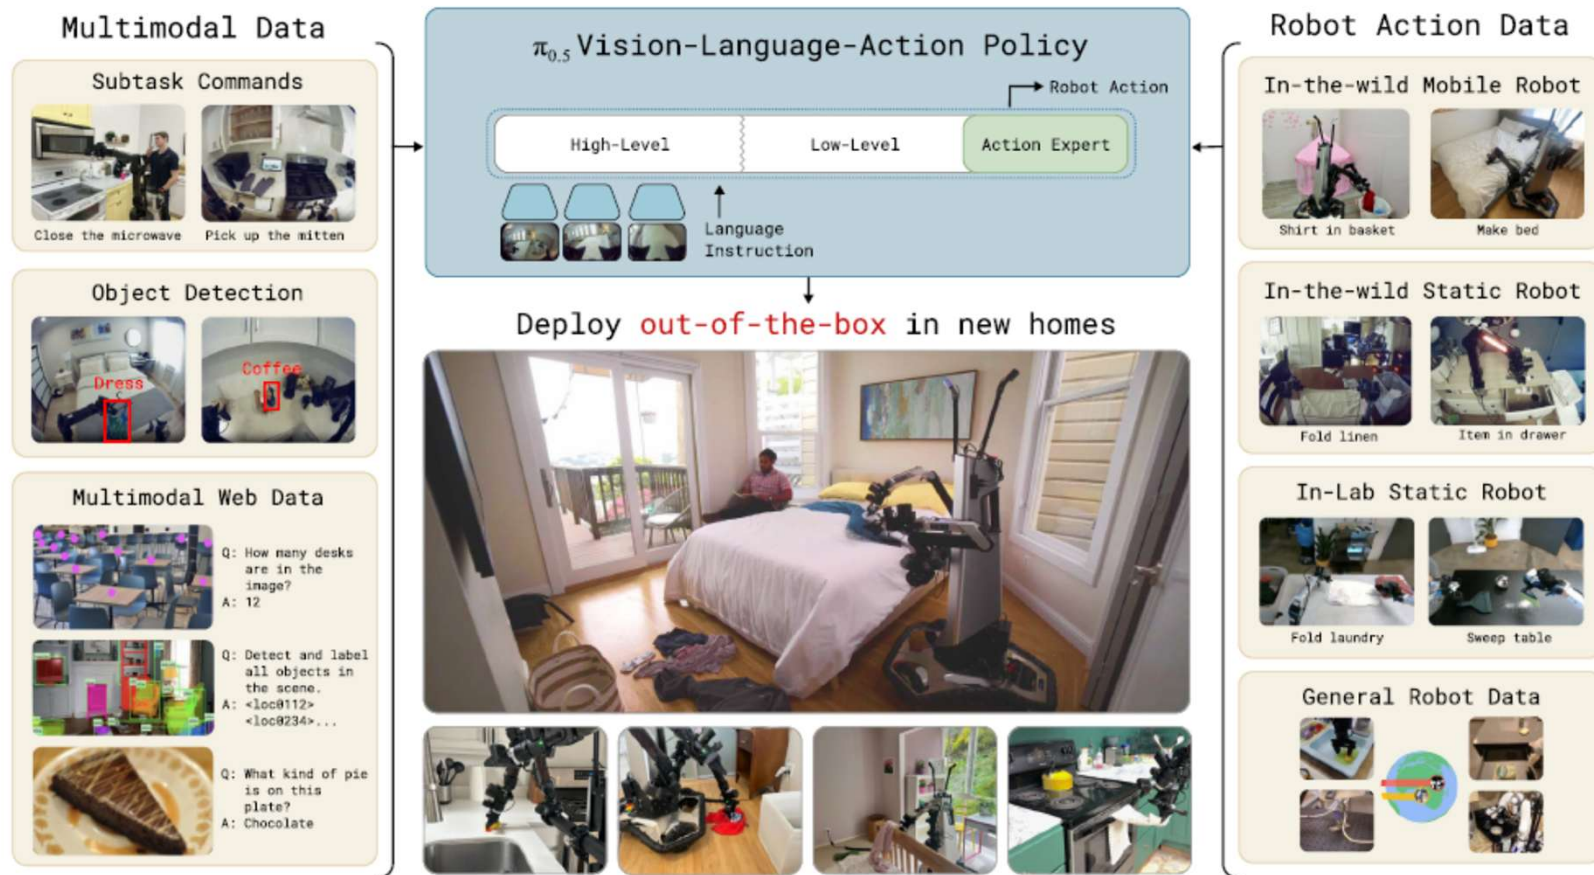 Multimodal Data
Subtask Commands
Close the microwave
Pick up the mitten
Object Detection
Dress
Coffee
Multimodal Web Data
Q: How many desks
are in the
image?
A: 12
Q: Detect and label
all objects in
the scene.
A: <loc0112>
<loc0234>...
Q: What kind of pie
is on this
plate?
A: Chocolate
π0.5 Vision-Language-Action Policy
Robot Action
High-Level
Low-Level
Action Expert
Language
Instruction
Deploy out-of-the-box in new homes
Robot Action Data
In-the-wild Mobile Robot
Shirt in basket
Make bed
In-the-wild Static Robot
Fold linen
Item in drawer
In-Lab Static Robot
Fold laundry
Sweep table
General Robot Data